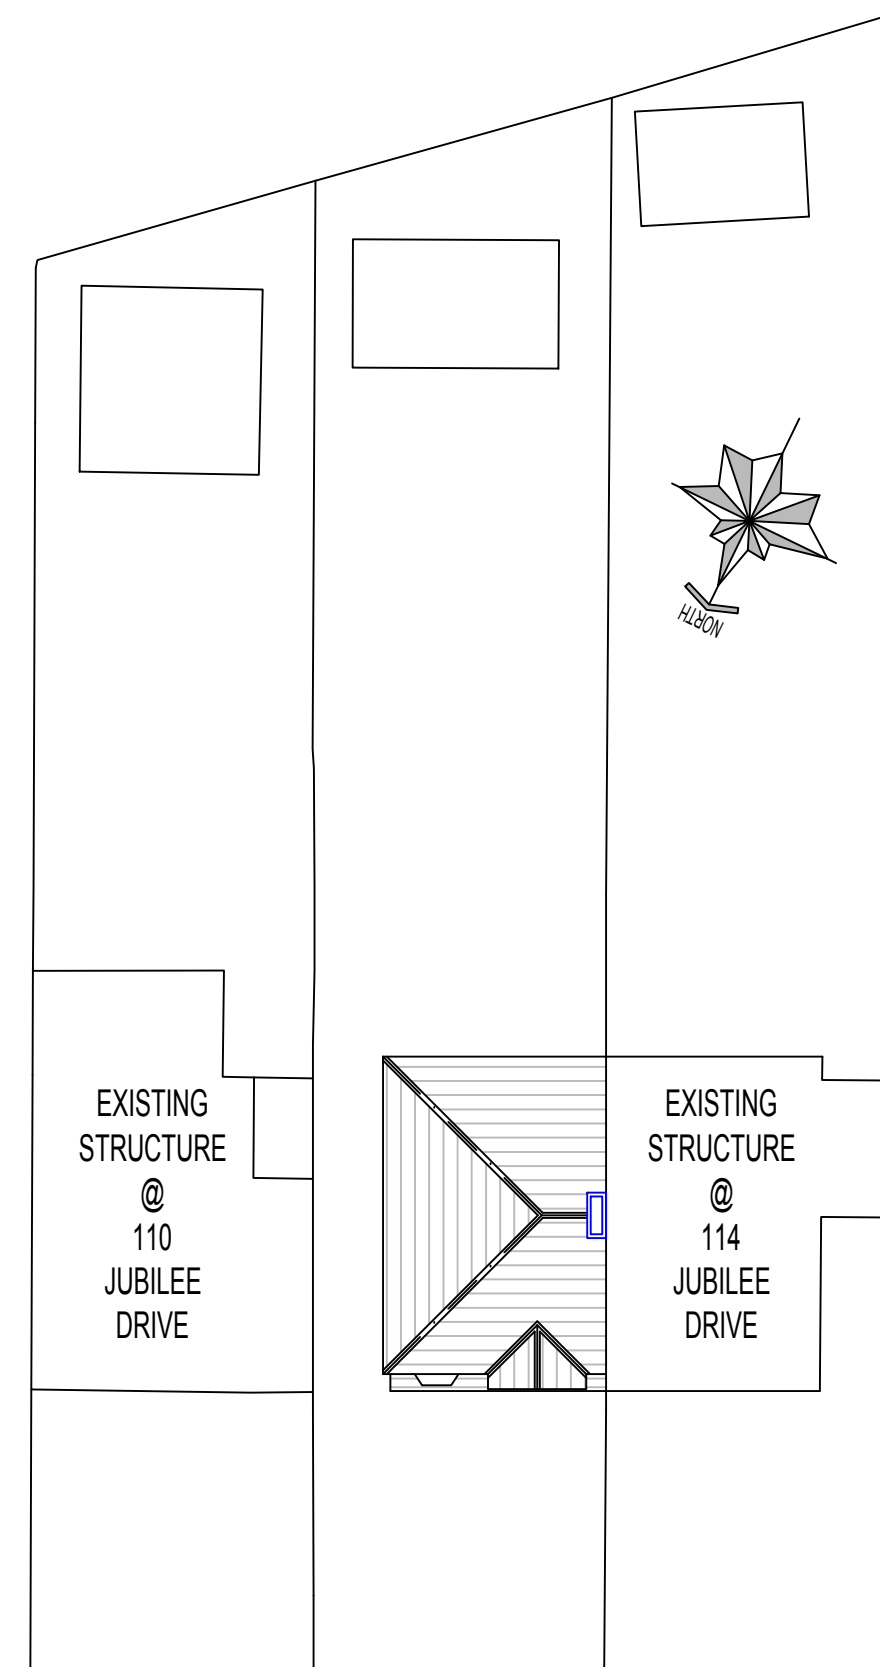 NORTH
EXISTING
STRUCTURE
@
110
JUBILEE
DRIVE
EXISTING
STRUCTURE
@
114
JUBILEE
DRIVE